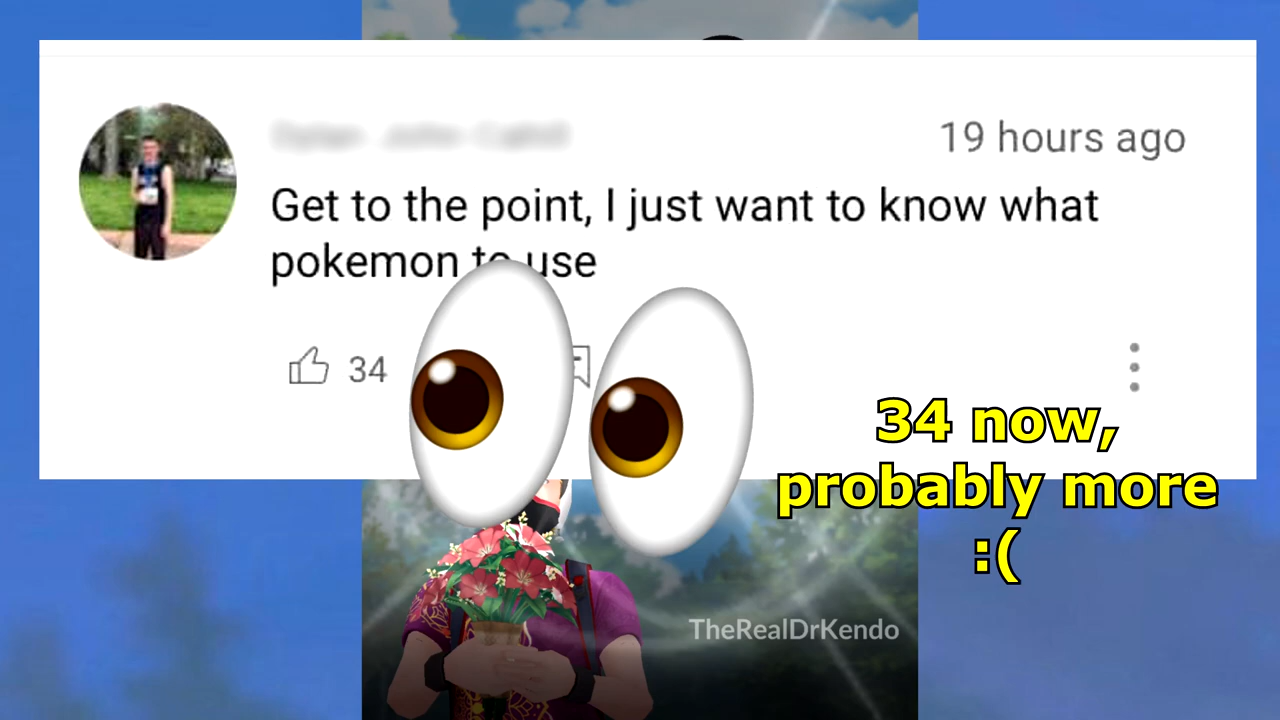 19 hours ago
Get to the point, I just want to know what
pokemon to use
34
34 now,
probably more
:(
TheRealDrKendo